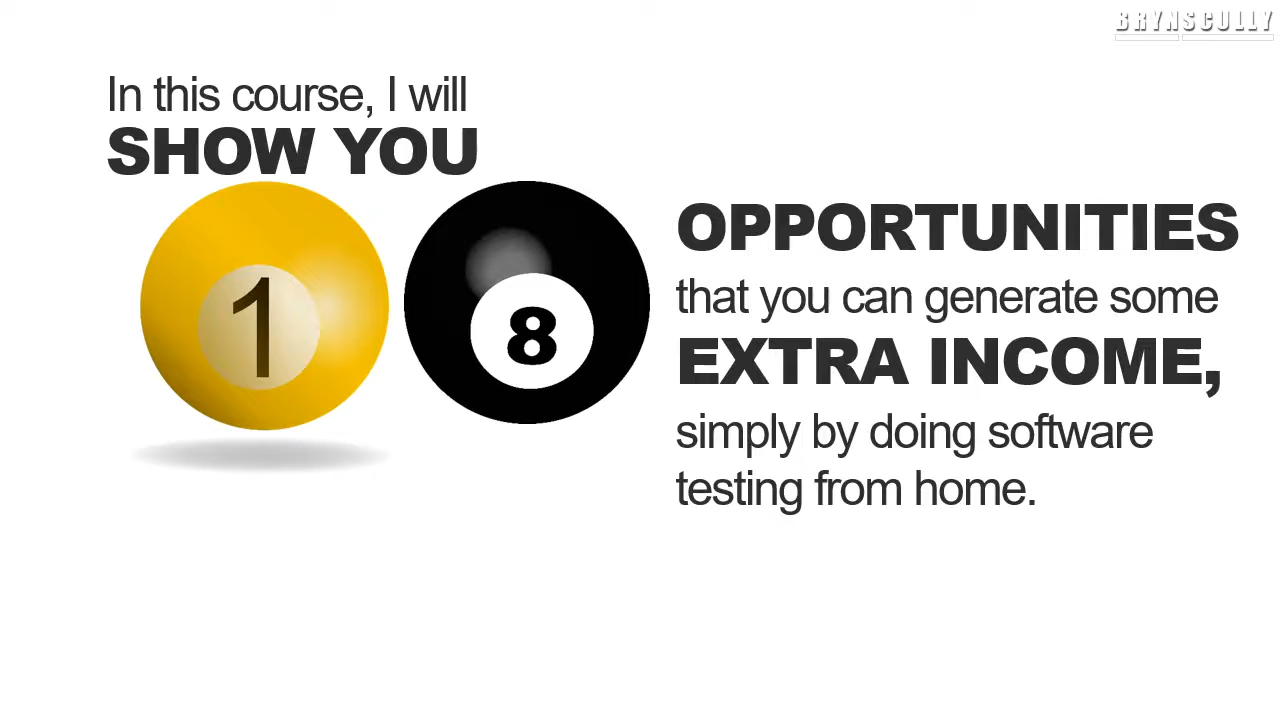 BRYNSCULLY
In this course, I will
SHOW YOU
1 8
OPPORTUNITIES
that you can generate some
EXTRA INCOME,
simply by doing software
testing from home.